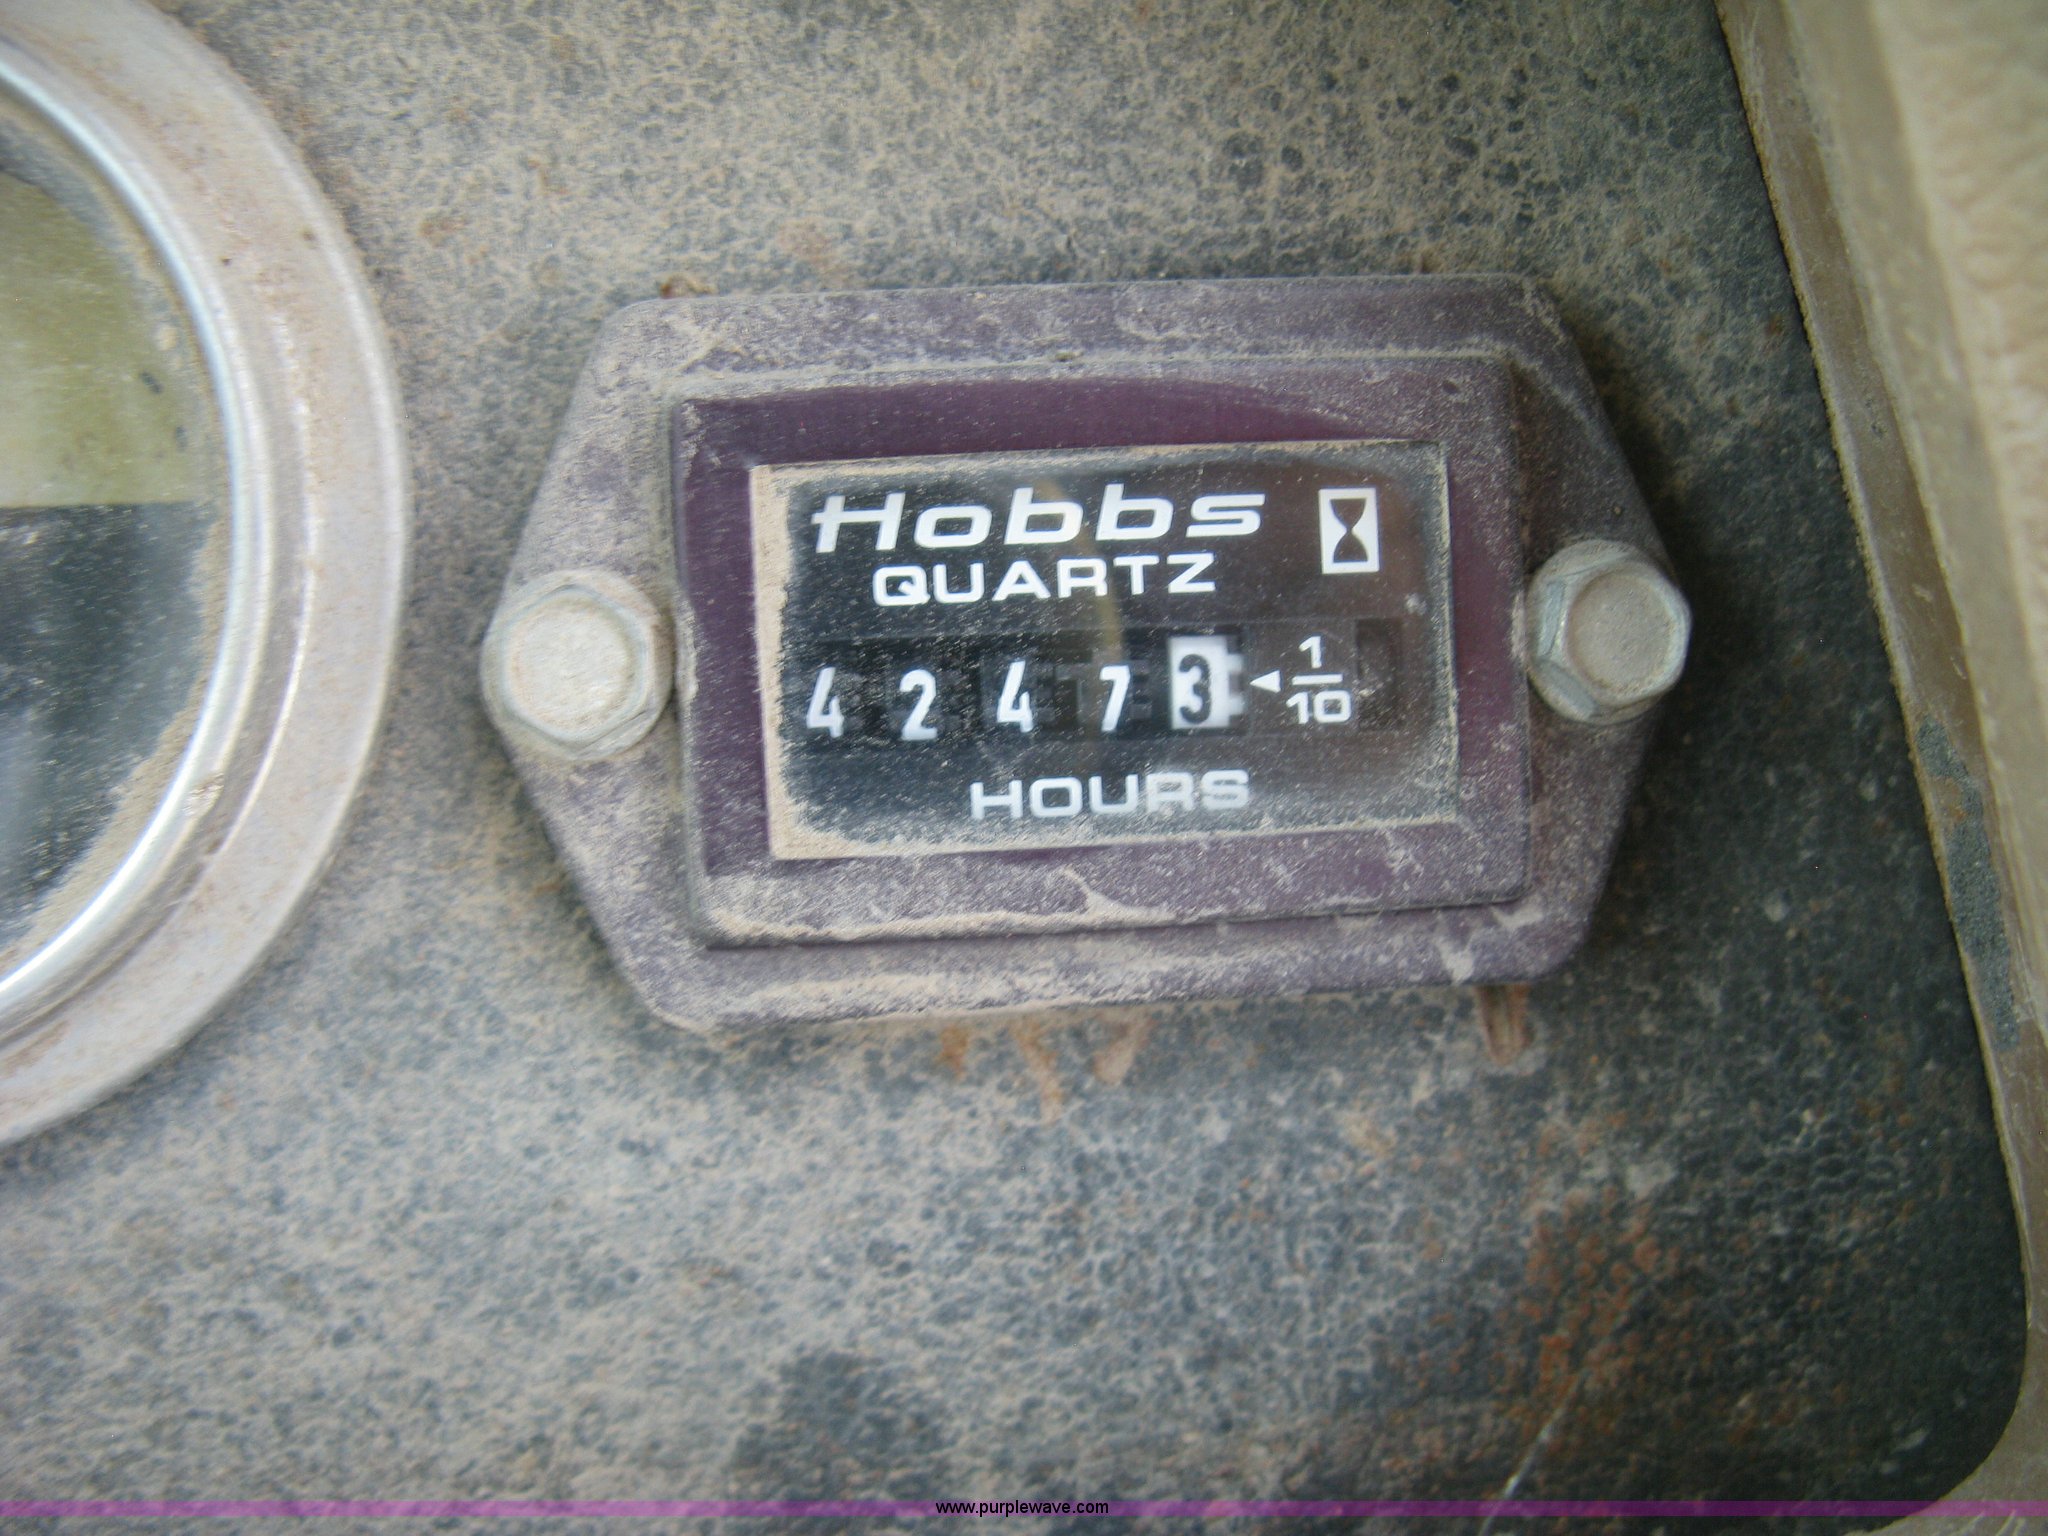 Hobbs
QUARTZ
4 2 4 7 3 ◄ 1/10
HOURS
www.purplewave.com